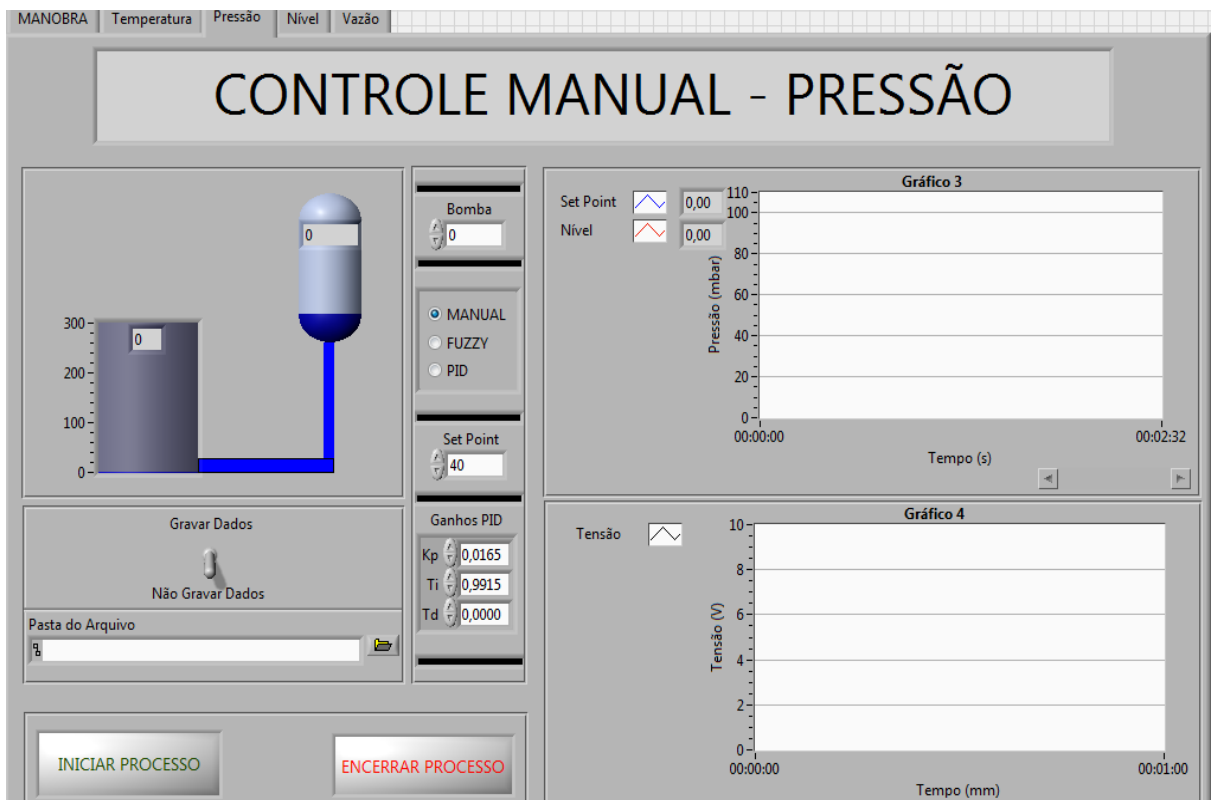 MANOBRA Temperatura Pressão Nível Vazão
CONTROLE MANUAL - PRESSÃO
0
0
300
200
100
0
Gravar Dados
Não Gravar Dados
Pasta do Arquivo
INICIAR PROCESSO
ENCERRAR PROCESSO
Bomba
0
MANUAL
FUZZY
PID
Set Point
40
Ganhos PID
Kp 0,0165
Ti 0,9915
Td 0,0000
Gráfico 3
Set Point 0,00
Nível 0,00
Pressão (mbar)
110
100
80
60
40
20
0
00:00:00 00:02:32
Tempo (s)
Gráfico 4
Tensão
Tensão (V)
10
8
6
4
2
0
00:00:00 00:01:00
Tempo (mm)